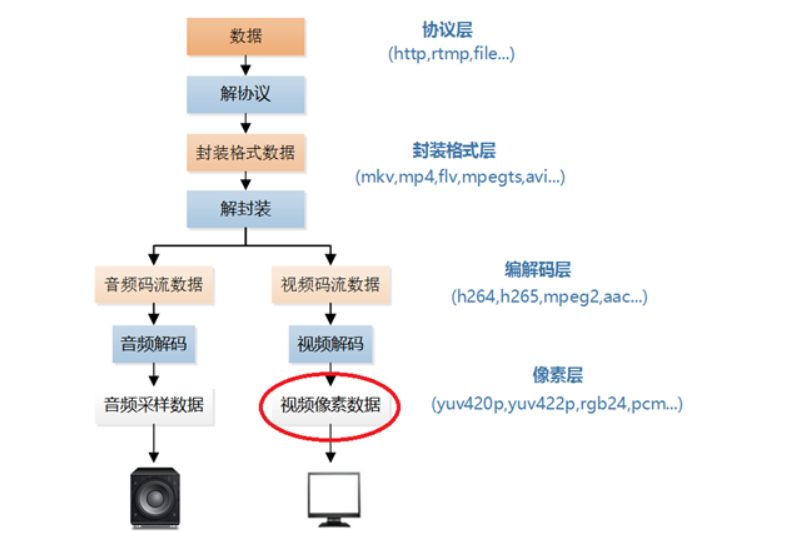 数据
协议层
(http,rtmp,file...)
解协议
封装格式数据
封装格式层
(mkv,mp4,flv,mpegts,avi...)
解封装
音频码流数据
视频码流数据
编解码层
(h264,h265,mpeg2,aac...)
音频解码
视频解码
像素层
(yuv420p,yuv422p,rgb24,pcm...)
音频采样数据
视频像素数据